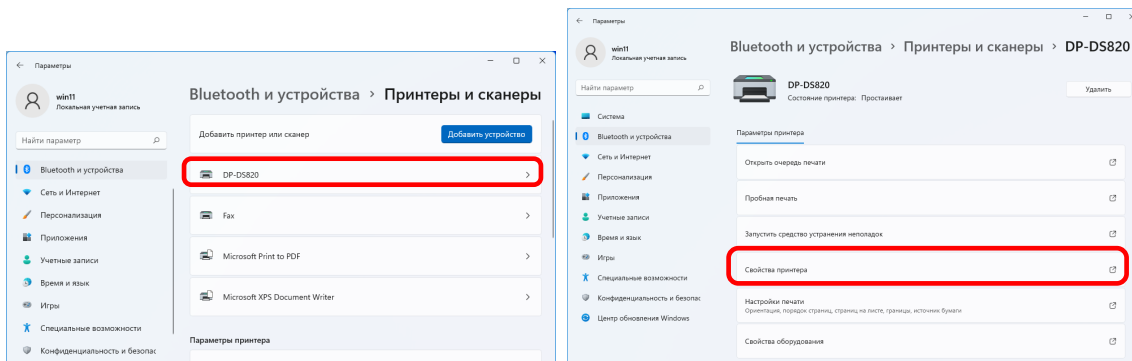 Параметры
win11
Локальная учетная запись
Найти параметр
Bluetooth и устройства
Сеть и Интернет
Персонализация
Приложения
Учетные записи
Время и язык
Игры
Специальные возможности
Конфиденциальность и безопас
Bluetooth и устройства > Принтеры и сканеры
Добавить принтер или сканер
Добавить устройство
DP-DS820
Fax
Microsoft Print to PDF
Microsoft XPS Document Writer
Параметры принтера
Параметры
win11
Локальная учетная запись
Найти параметр
Система
Bluetooth и устройства
Сеть и Интернет
Персонализация
Приложения
Учетные записи
Время и язык
Игры
Специальные возможности
Конфиденциальность и безопас
Центр обновления Windows
Bluetooth и устройства > Принтеры и сканеры > DP-DS820
DP-DS820
Состояние принтера: Простаивает
Удалить
Параметры принтера
Открыть очередь печати
Пробная печать
Запустить средство устранения неполадок
Свойства принтера
Настройки печати
Ориентация, порядок страниц, страниц на листе, границы, источник бумаги
Свойства оборудования